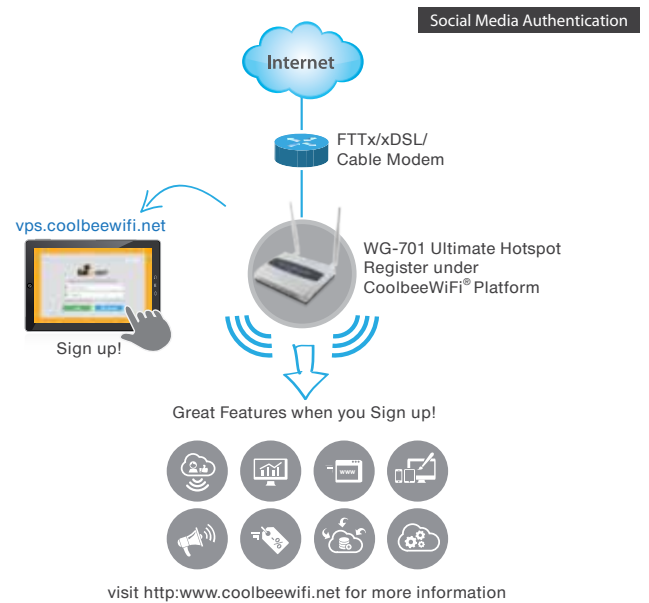 Social Media Authentication
Internet
FTTx/xDSL/
Cable Modem
vps.coolbeewifi.net
WG-701 Ultimate Hotspot
Register under
CoolbeeWiFi® Platform
Sign up!
Great Features when you Sign up!
www
%
visit http:www.coolbeewifi.net for more information